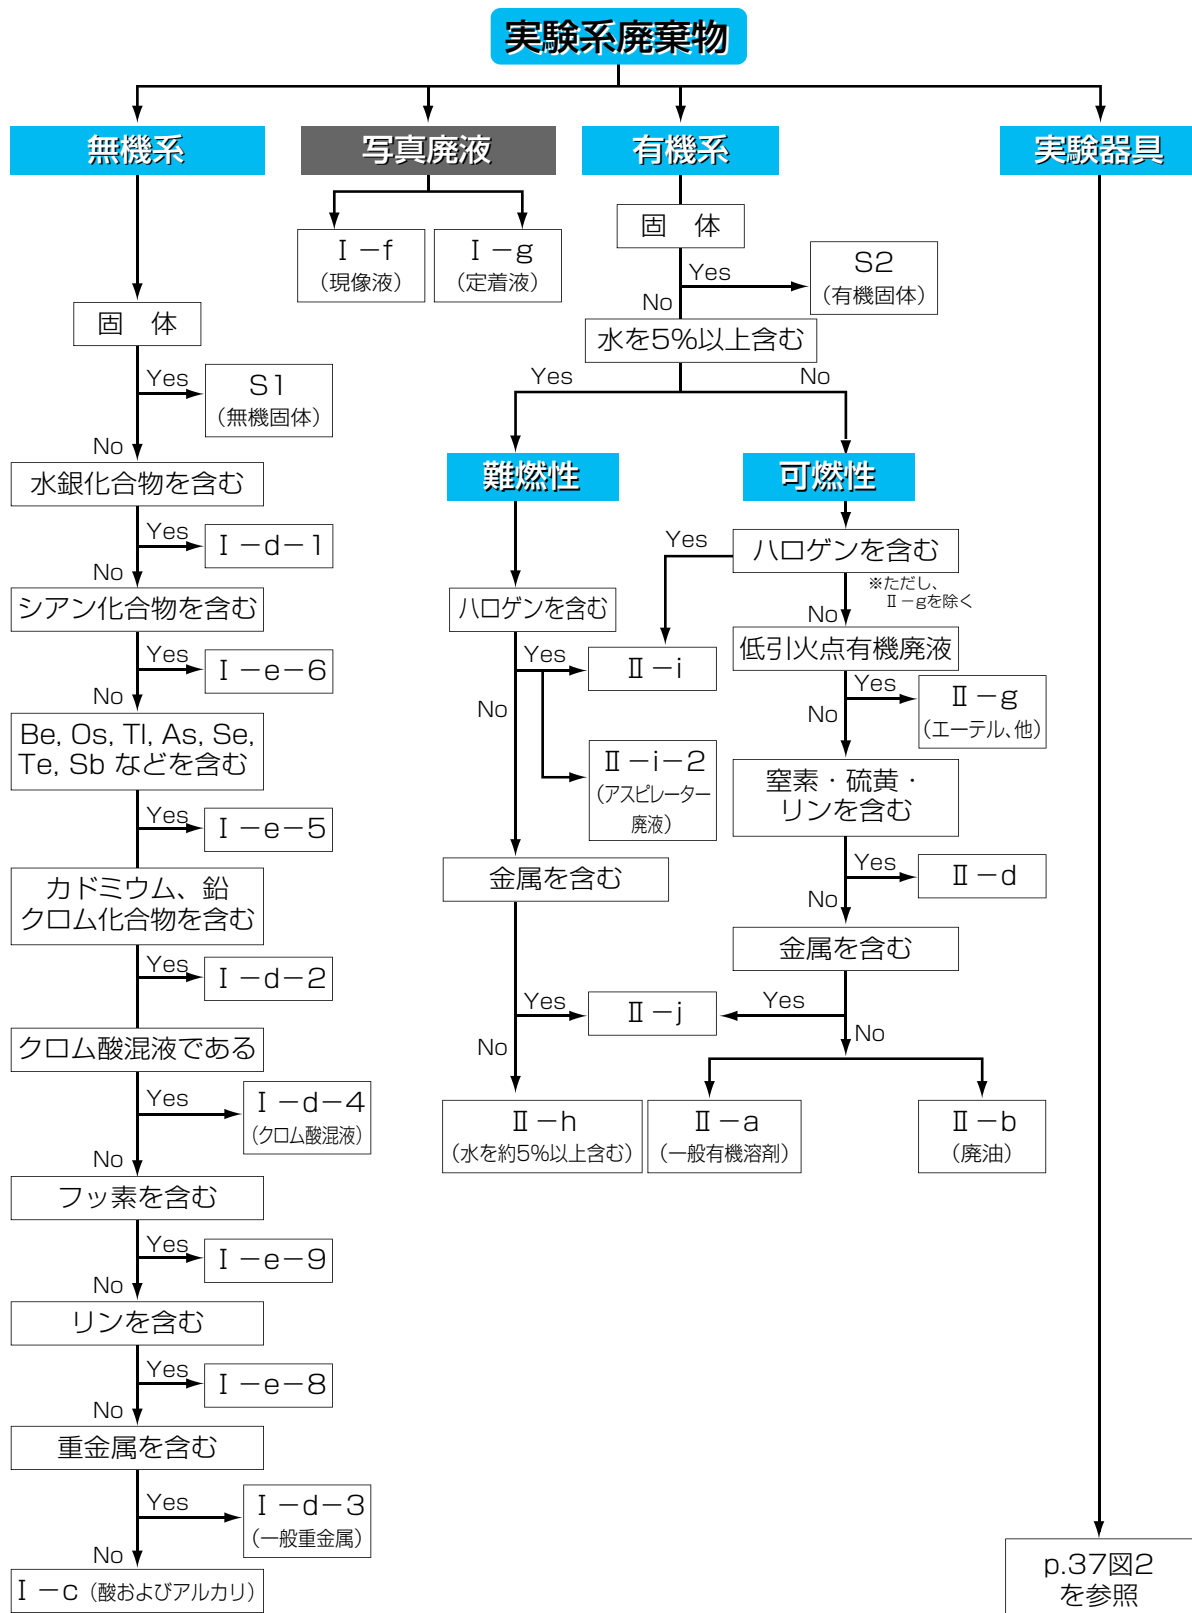 実験系廃棄物
無機系
写真廃液
有機系
実験器具
固　体
Yes
S1
（無機固体）
No
水銀化合物を含む
Yes
Ⅰ－d－1
No
シアン化合物を含む
Yes
Ⅰ－e－6
No
Be, Os, Tl, As, Se,
Te, Sb などを含む
Yes
Ⅰ－e－5
カドミウム、鉛
クロム化合物を含む
Yes
Ⅰ－d－2
クロム酸混液である
Yes
Ⅰ－d－4
（クロム酸混液）
No
フッ素を含む
Yes
Ⅰ－e－9
No
リンを含む
Yes
Ⅰ－e－8
No
重金属を含む
Yes
Ⅰ－d－3
（一般重金属）
No
Ⅰ－c（酸およびアルカリ）
Ⅰ－f
（現像液）
Ⅰ－g
（定着液）
固　体
Yes
S2
（有機固体）
No
水を5%以上含む
Yes
No
難燃性
ハロゲンを含む
Yes
Ⅱ－i
Ⅱ－i－2
（アスピレーター
廃液）
No
金属を含む
Yes
Ⅱ－j
No
Ⅱ－h
（水を約5%以上含む）
可燃性
ハロゲンを含む
Yes
※ただし、
Ⅱ－gを除く
No
低引火点有機廃液
Yes
Ⅱ－g
（エーテル、他）
No
窒素・硫黄・
リンを含む
Yes
Ⅱ－d
No
金属を含む
Yes
No
Ⅱ－a
（一般有機溶剤）
Ⅱ－b
（廃油）
p.37図2
を参照